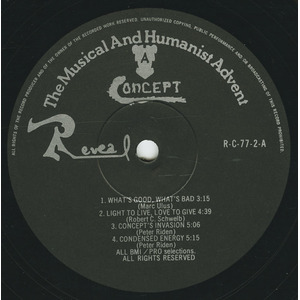 ALL RIGHTS OF THE RECORD PRODUCER AND OF THE OWNER OF THE RECORDED WORK RESERVED. UNAUTHORIZED COPYING, PUBLIC PERFORMANCE AND OR BROADCASTING OF THIS RECORD PROHIBITED.
The Musical And Humanist Advent
A
CONCEPT
Reveal
R-C-77-2-A
1. WHAT'S GOOD, WHAT'S BAD 3:15
(Marc Ulus)
2. LIGHT TO LIVE, LOVE TO GIVE 4:39
(Robert C. Schwelb)
3. CONCEPT'S INVASION 5:06
(Peter Riden)
4. CONDENSED ENERGY 5:15
(Peter Riden)
ALL BMI / PRO selections.
ALL RIGHTS RESERVED